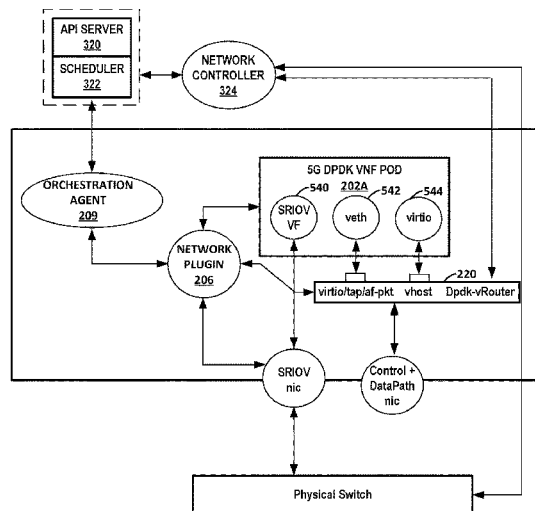 API SERVER
320
SCHEDULER
322
NETWORK
CONTROLLER
324
5G DPDK VNF POD
202A
540
542
544
SRIOV
VF
veth
virtio
ORCHESTRATION
AGENT
209
NETWORK
PLUGIN
206
220
virtio/tap/af-pkt vhost Dpdk-vRouter
SRIOV
nic
Control +
DataPath
nic
Physical Switch